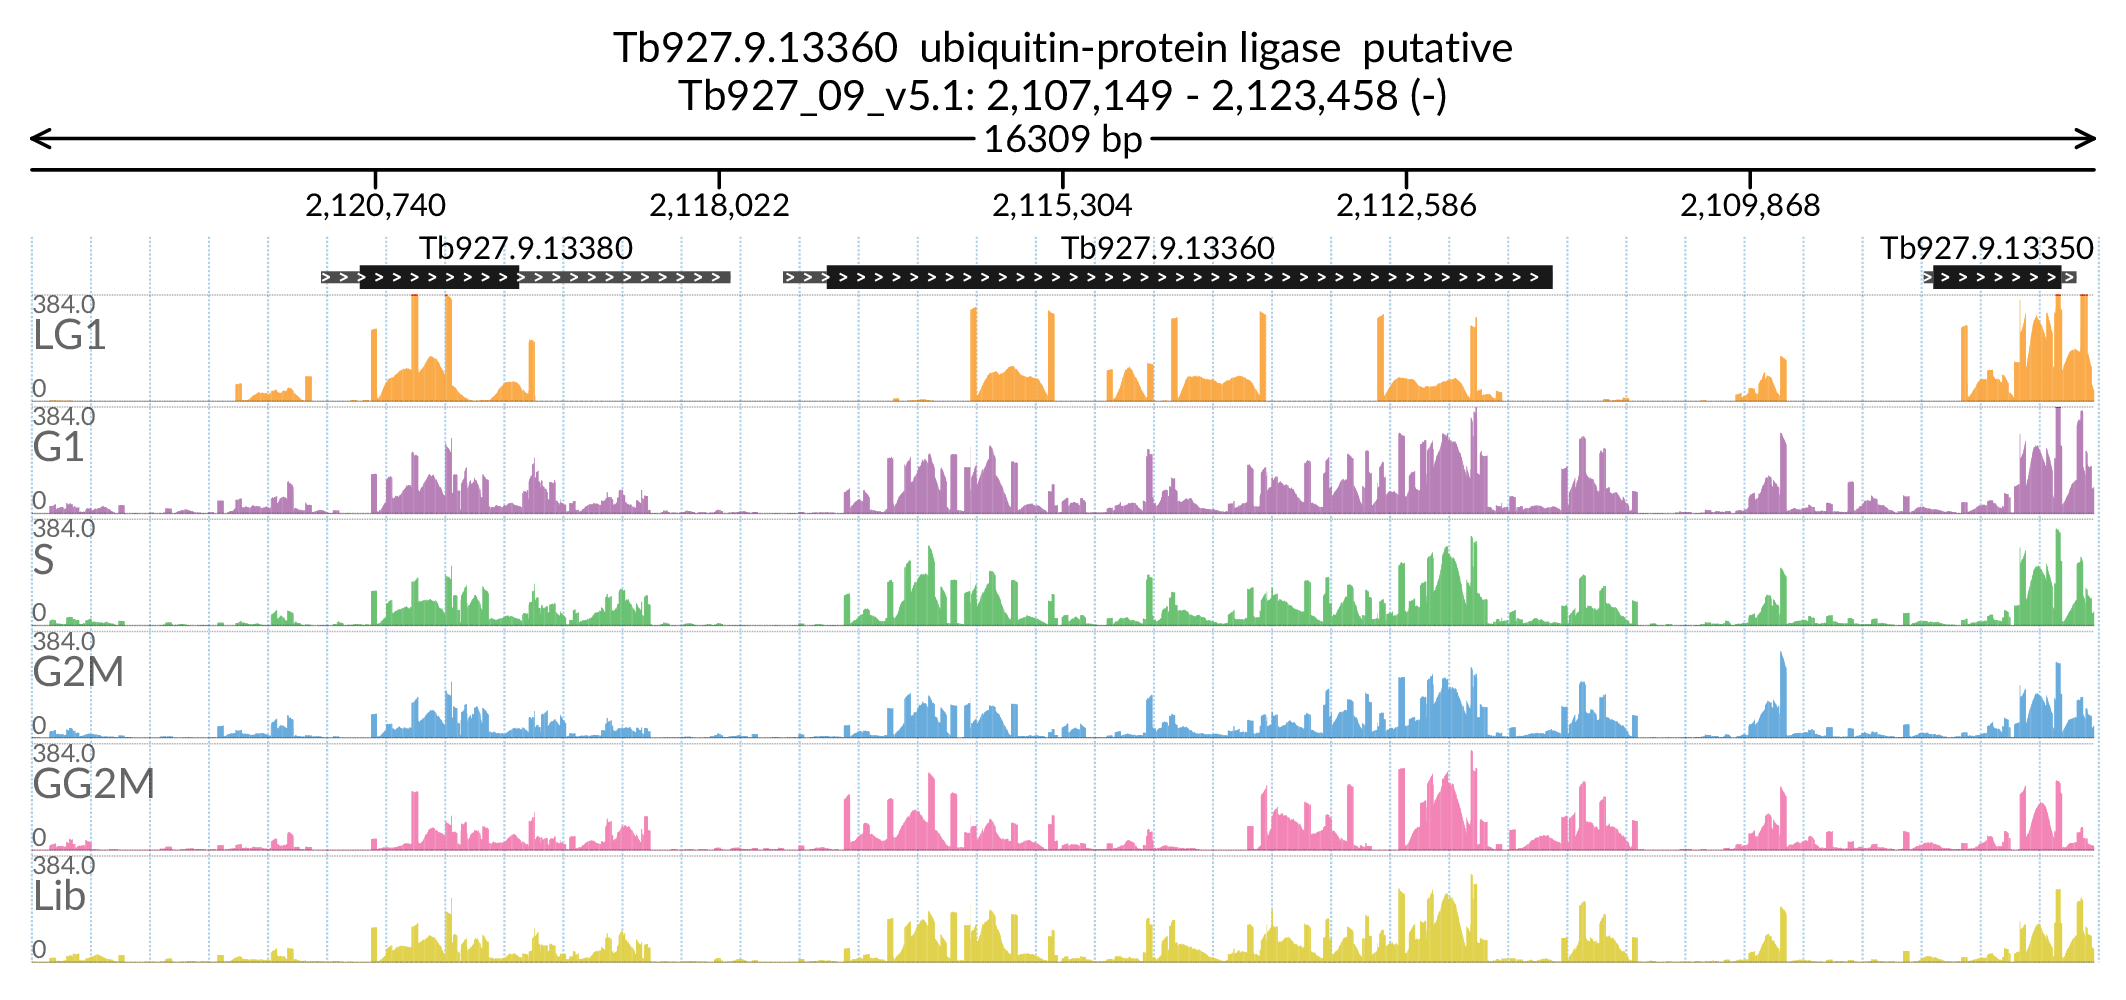 Tb927.9.13360  ubiquitin-protein ligase  putative
Tb927_09_v5.1: 2,107,149 - 2,123,458 (-)
16309 bp
2,120,740 2,118,022 2,115,304 2,112,586 2,109,868
Tb927.9.13380 Tb927.9.13360 Tb927.9.13350
384.0
LG1
0
384.0
G1
0
384.0
S
0
384.0
G2M
0
384.0
GG2M
0
384.0
Lib
0